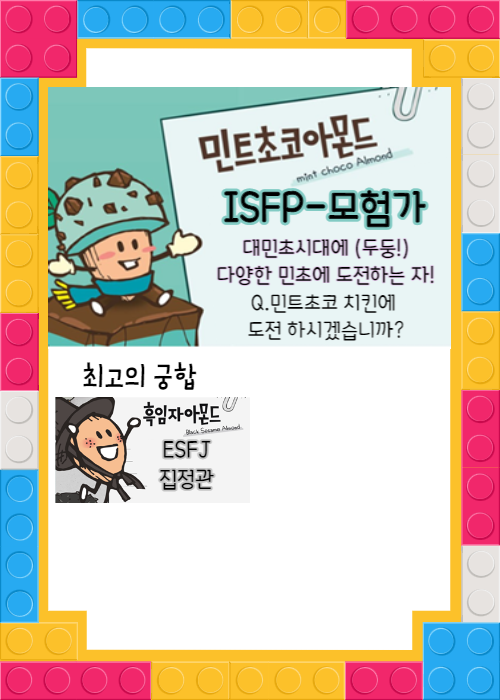 민트초코아몬드
mint choco Almond
ISFP-모험가
대민초시대에 (두둥!)
다양한 민초에 도전하는 자!
Q.민트초코 치킨에
도전 하시겠습니까?
최고의 궁합
흑임자아몬드
Black Sesame Almond
ESFJ
집정관